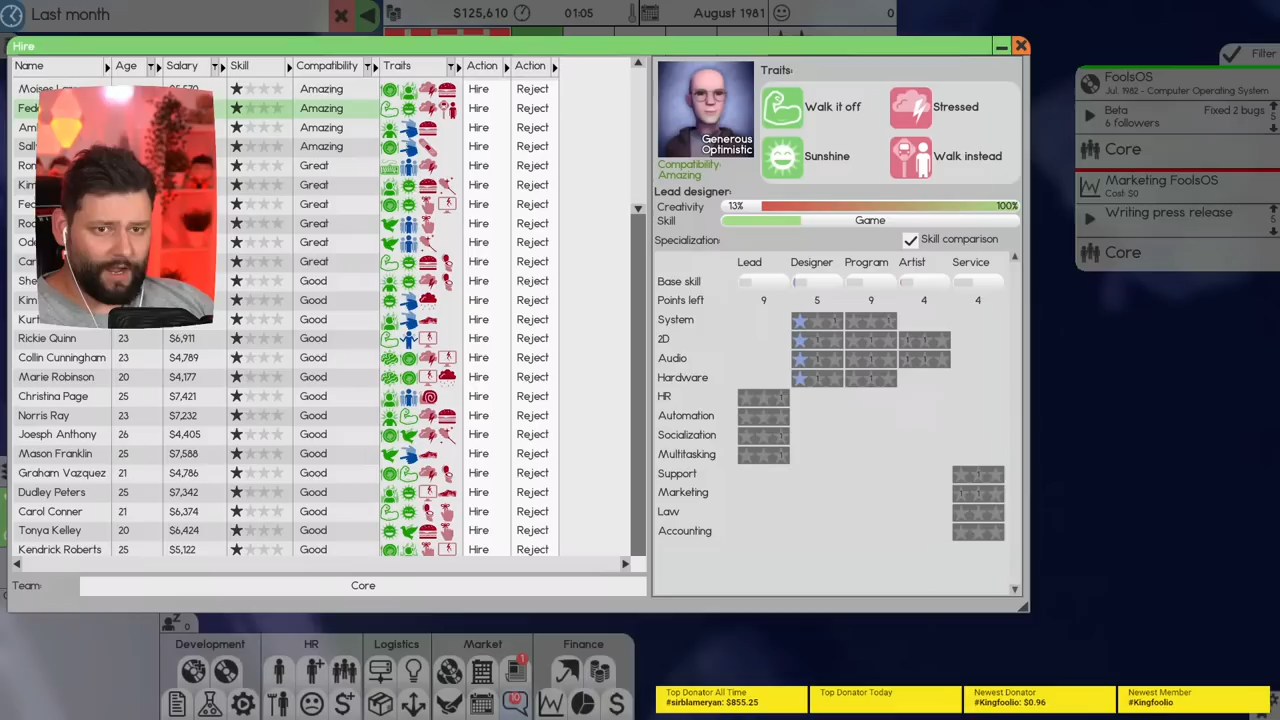 Last month
$125,610
01:05
August 1981
0
Hire
Filter
Name Age Salary Skill Compatibility Traits Action Action
Amazing Hire Reject
Fede Amazing Hire Reject
Amazing Hire Reject
Amazing Hire Reject
Great Hire Reject
Kim Great Hire Reject
Great Hire Reject
Great Hire Reject
Great Hire Reject
Great Hire Reject
Good Hire Reject
Kim Good Hire Reject
Kurt Good Hire Reject
Rickie Quinn 23 $6,911 Good Hire Reject
Collin Cunningham 23 $4,789 Good Hire Reject
Marie Robinson 20 $4,177 Good Hire Reject
Christina Page 25 $7,421 Good Hire Reject
Norris Ray 23 $7,232 Good Hire Reject
Joesph Anthony 26 $4,405 Good Hire Reject
Mason Franklin 25 $7,588 Good Hire Reject
Graham Vazquez 21 $4,786 Good Hire Reject
Dudley Peters 25 $7,342 Good Hire Reject
Carol Conner 21 $6,374 Good Hire Reject
Tonya Kelley 20 $6,424 Good Hire Reject
Kendrick Roberts 25 $5,122 Good Hire Reject
Team: Core
Generous
Optimistic
Compatibility:
Amazing
Traits:
Walk it off Stressed
Sunshine Walk instead
Lead designer:
Creativity 13% 100%
Skill Game
Specialization: Skill comparison
Lead Designer Program Artist Service
Base skill
Points left 9 5 9 4 4
System
2D
Audio
Hardware
HR
Automation
Socialization
Multitasking
Support
Marketing
Law
Accounting
FoolsOS
Jul. 1982 - Computer Operating System
Beta Fixed 2 bugs
6 followers
5
Core
Marketing FoolsOS
Cost: $0
Writing press release
5
Core
Z 0
Development HR Logistics Market Finance
1
10
Top Donator All Time
#sirblameryan: $855.25
Top Donator Today
Newest Donator
#Kingfoolio: $0.96
Newest Member
#Kingfoolio